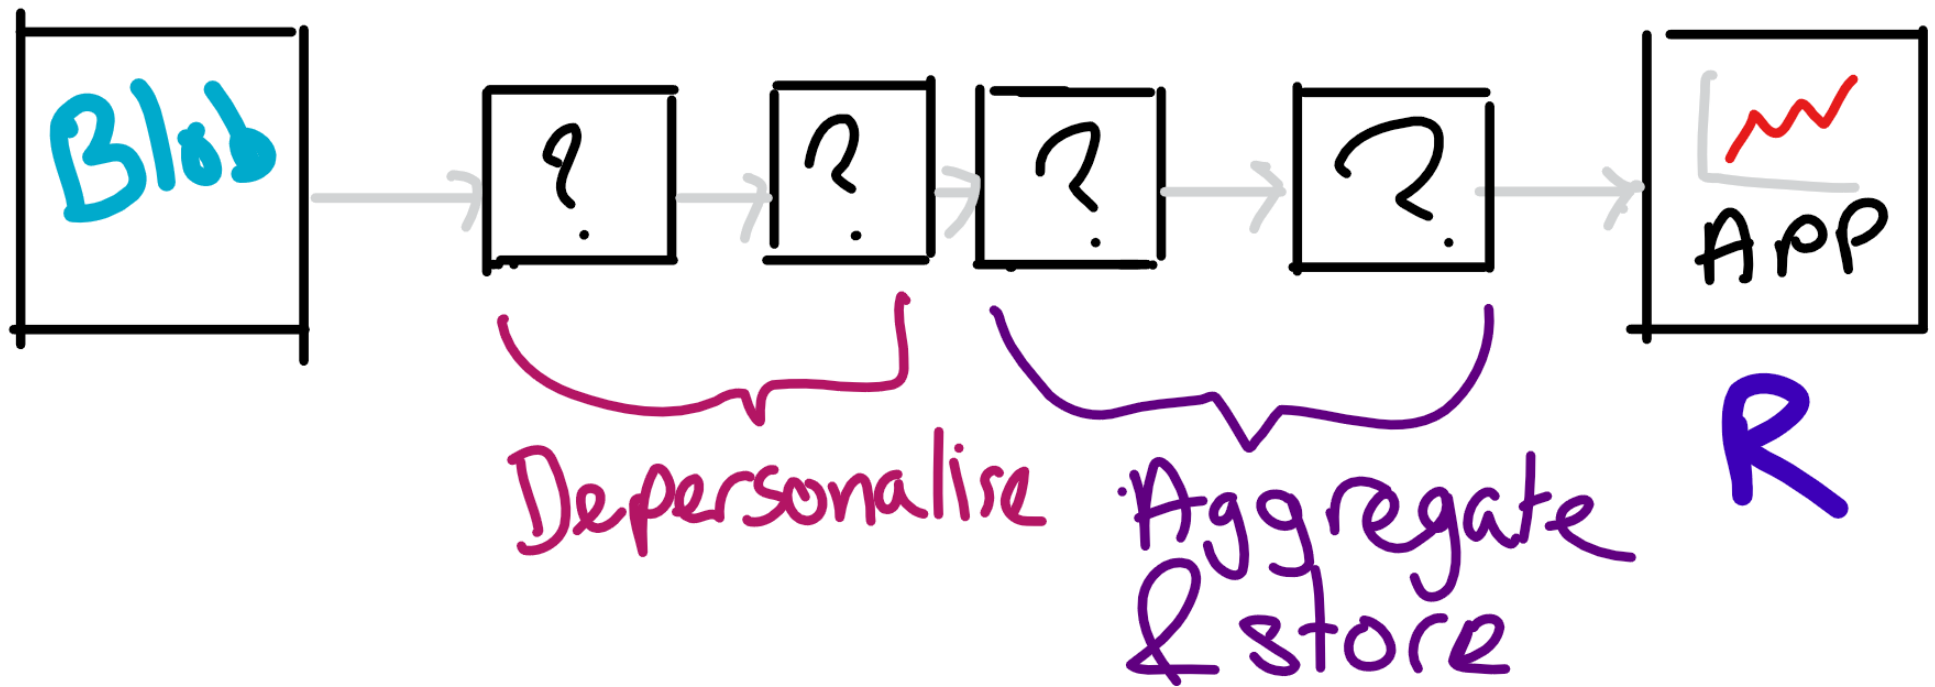 Blob
? ? ? ?
APP
Depersonalise
Aggregate
& store
R